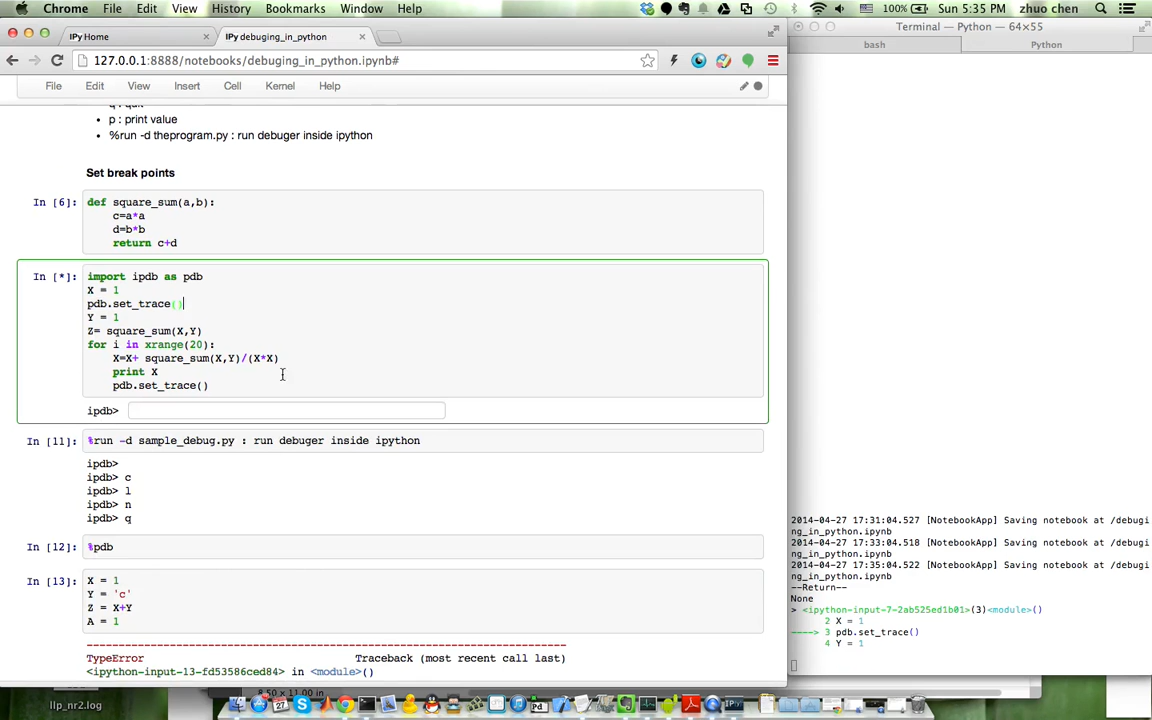 Chrome File Edit View History Bookmarks Window Help 100% Sun 5:35 PM zhuo chen
IPy Home
IPy debuging_in_python
127.0.0.1:8888/notebooks/debuging_in_python.ipynb#
File Edit View Insert Cell Kernel Help
• p : print value
• %run -d theprogram.py : run debuger inside ipython
Set break points
In [6]:
def square_sum(a,b):
c=a*a
d=b*b
return c+d
In [*]:
import ipdb as pdb
X = 1
pdb.set_trace()
Y = 1
Z= square_sum(X,Y)
for i in xrange(20):
X=X+ square_sum(X,Y)/(X*X)
print X
pdb.set_trace()
ipdb>
In [11]:
%run -d sample_debug.py : run debuger inside ipython
ipdb>
ipdb> c
ipdb> l
ipdb> n
ipdb> q
In [12]:
%pdb
In [13]:
X = 1
Y = 'c'
Z = X+Y
A = 1
TypeError Traceback (most recent call last)
<ipython-input-13-fd53586ced84> in <module>()
Terminal — Python — 64×55
bash
Python
2014-04-27 17:31:04.527 [NotebookApp] Saving notebook at /debugi
ng_in_python.ipynb
2014-04-27 17:33:04.518 [NotebookApp] Saving notebook at /debugi
ng_in_python.ipynb
2014-04-27 17:35:04.522 [NotebookApp] Saving notebook at /debugi
ng_in_python.ipynb
--Return--
None
> <ipython-input-7-2ab525ed1b01>(3)<module>()
2 X = 1
----> 3 pdb.set_trace()
4 Y = 1
8.50 x 11.00 in
llp_nr2.log